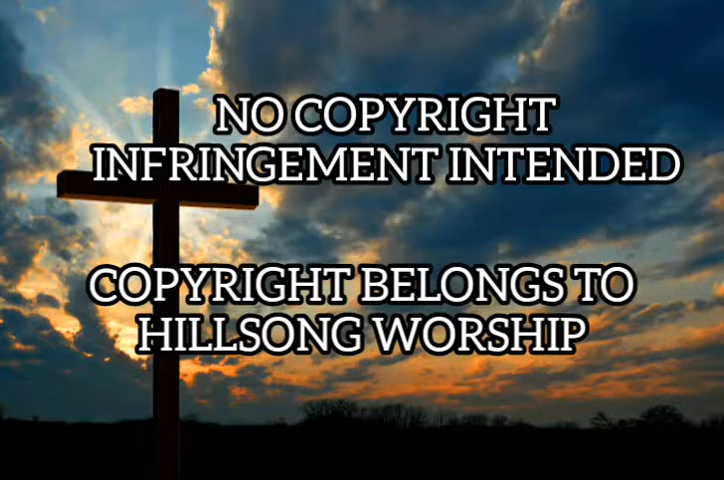 NO COPYRIGHT
INFRINGEMENT INTENDED
COPYRIGHT BELONGS TO
HILLSONG WORSHIP